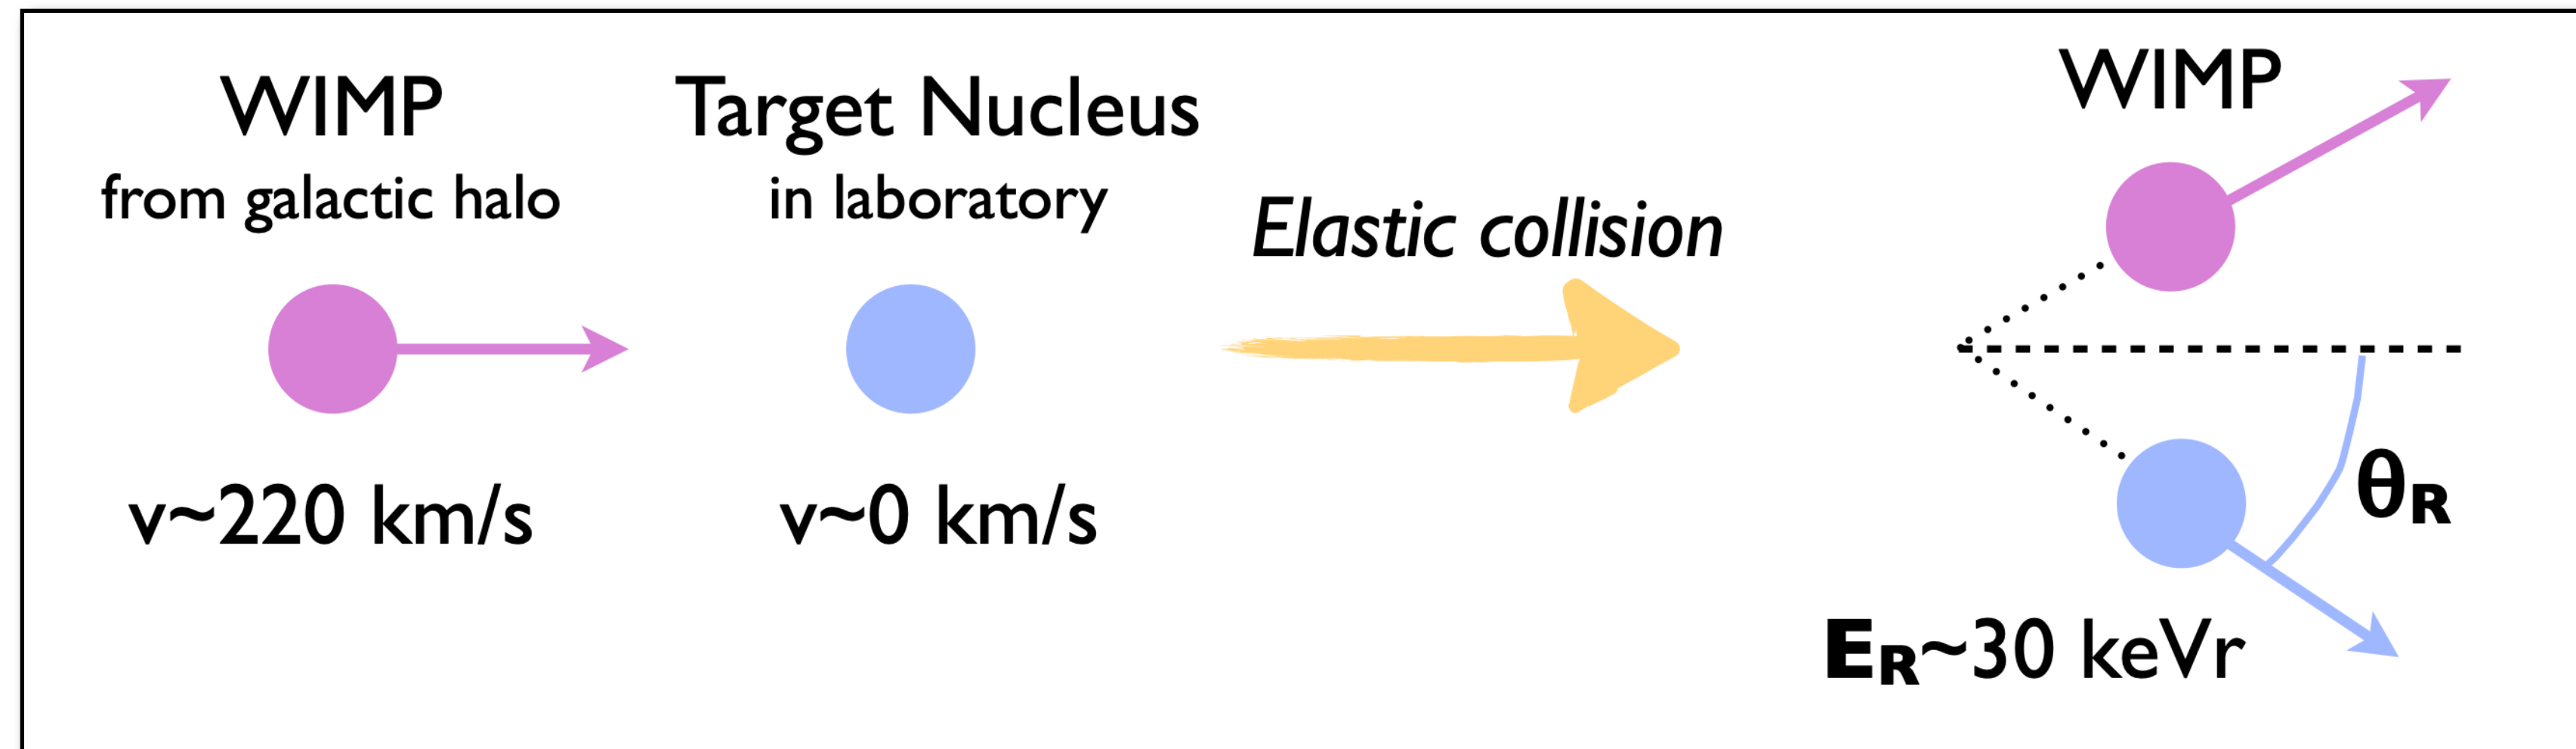 WIMP
from galactic halo
v~220 km/s
Target Nucleus
in laboratory
v~0 km/s
Elastic collision
WIMP
θR
ER~30 keVr